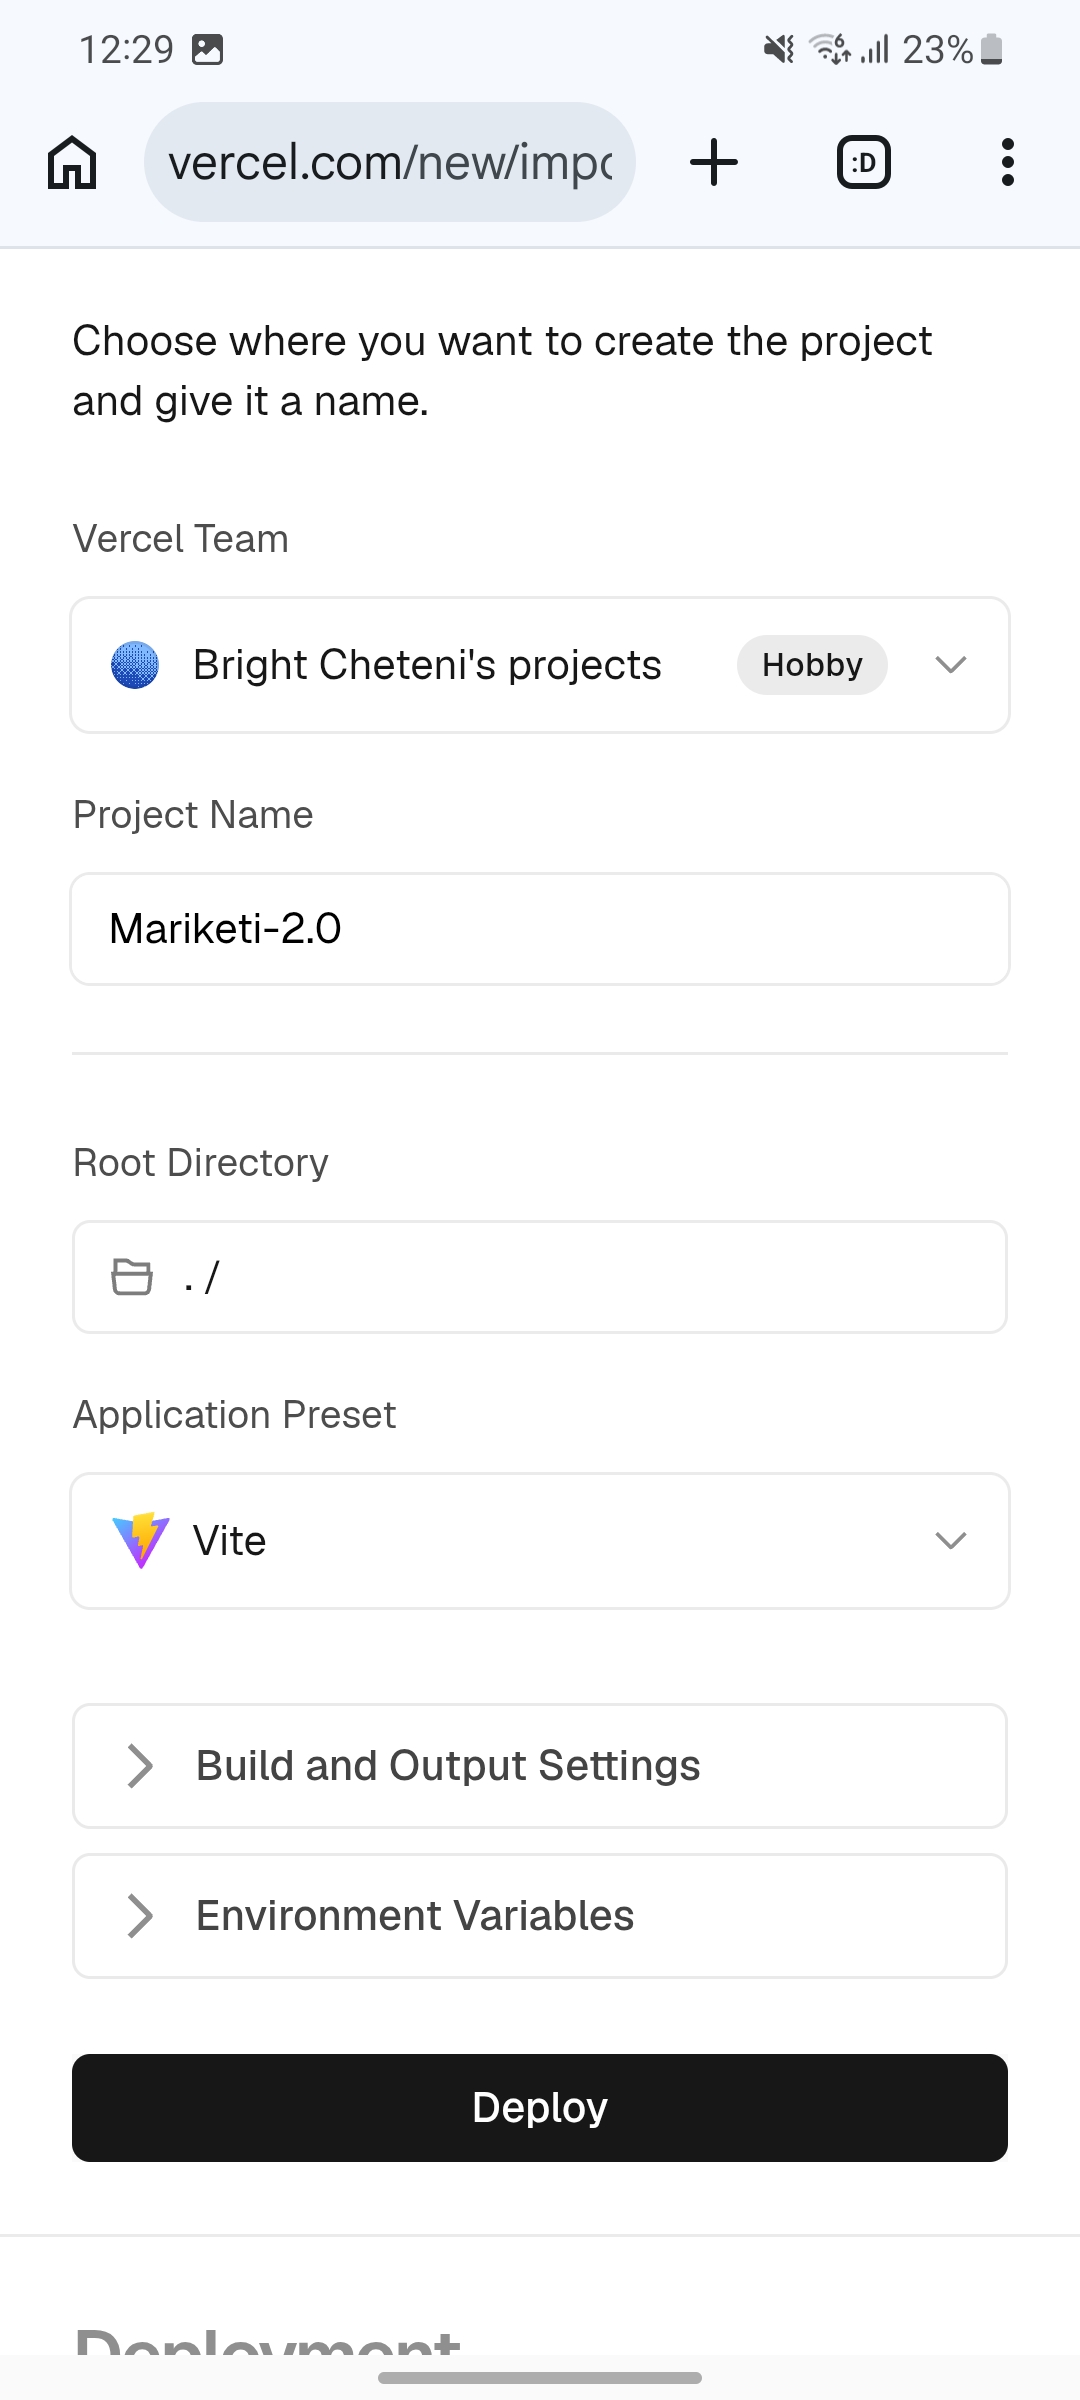 12:29
23%
vercel.com/new/impo
:D
Choose where you want to create the project
and give it a name.
Vercel Team
Bright Cheteni's projects
Hobby
Project Name
Mariketi-2.0
Root Directory
./
Application Preset
Vite
Build and Output Settings
Environment Variables
Deploy
Deployment